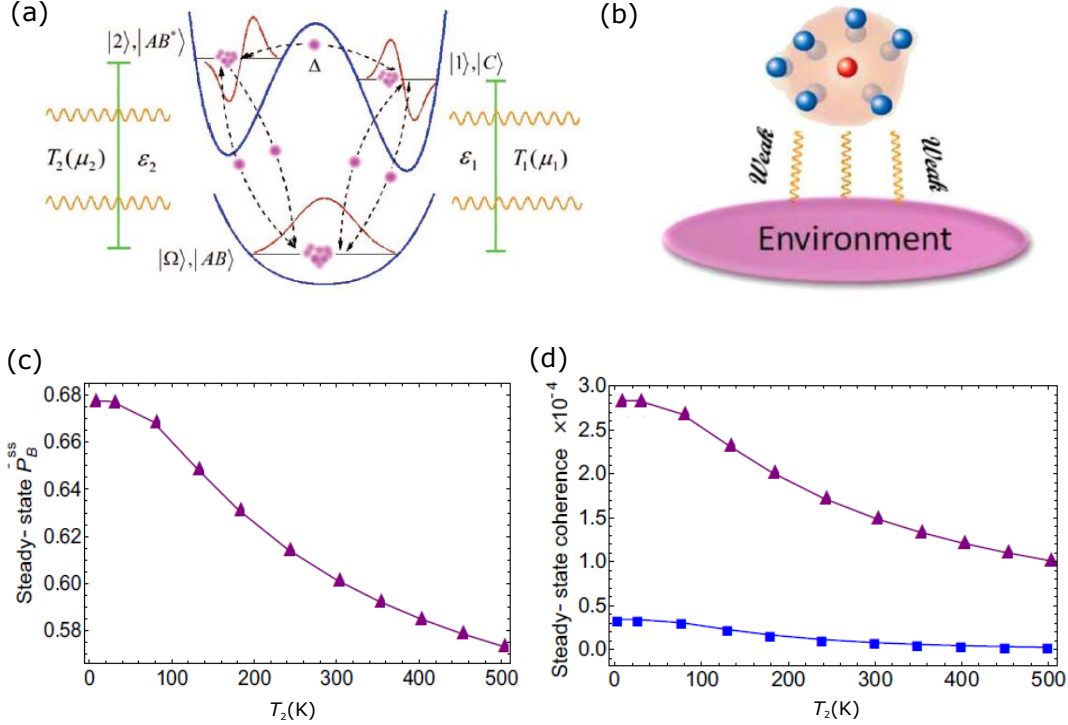 (a)
|2⟩,|AB*⟩
Δ
|1⟩,|C⟩
T₂(μ₂)
ε₂
ε₁
T₁(μ₁)
|Ω⟩,|AB⟩
(b)
Weak
Weak
Environment
(c)
Steady- state P̄_B^ss
0.68
0.66
0.64
0.62
0.60
0.58
0
100
200
300
400
500
T₂(K)
(d)
Steady- state coherence ×10⁻⁴
3.0
2.5
2.0
1.5
1.0
0.5
0.0
0
100
200
300
400
500
T₂(K)